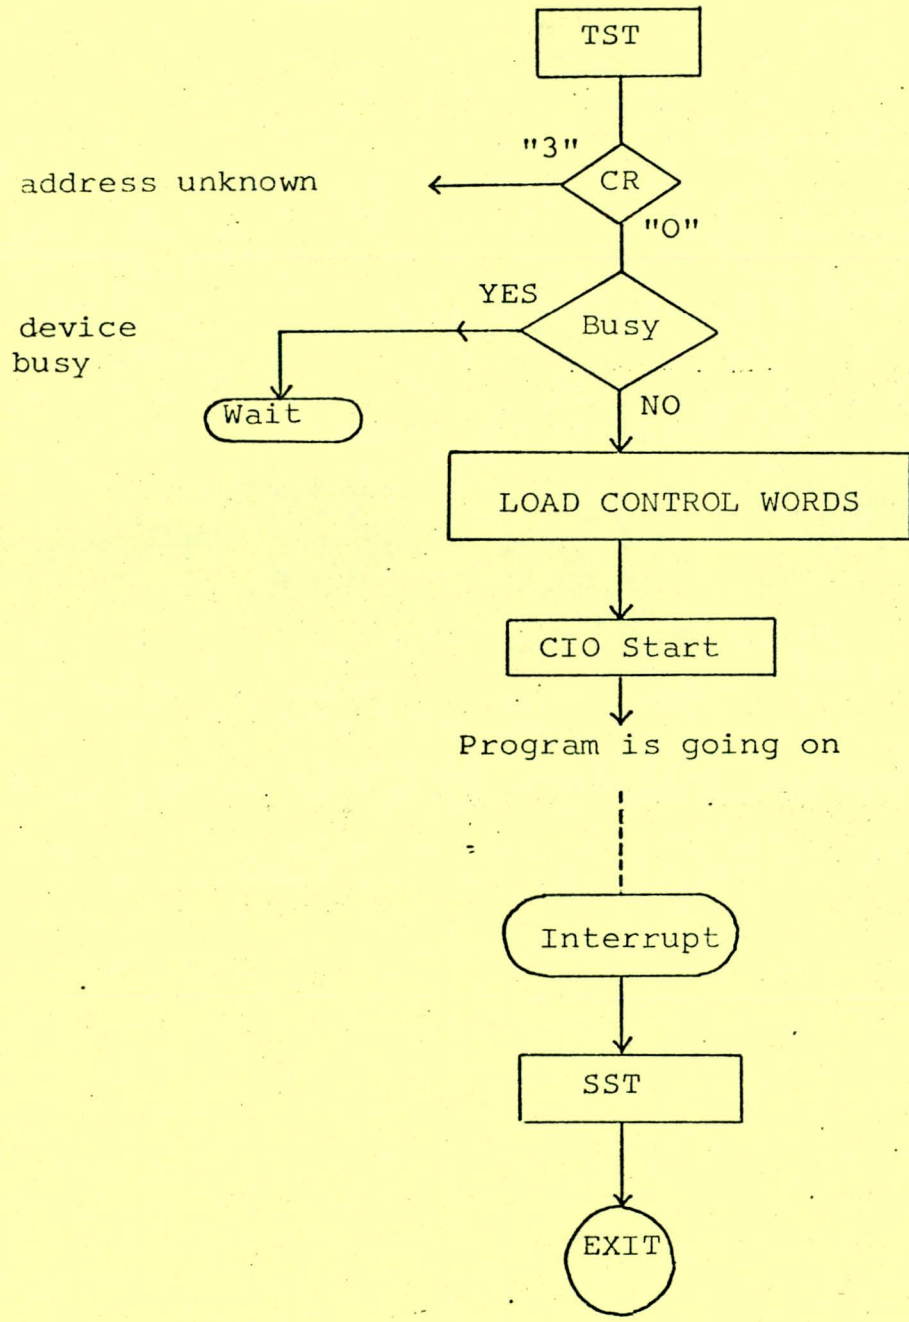 TST
"3"
address unknown
CR
"O"
YES
device
busy
Busy
Wait
NO
LOAD CONTROL WORDS
CIO Start
Program is going on
Interrupt
SST
EXIT